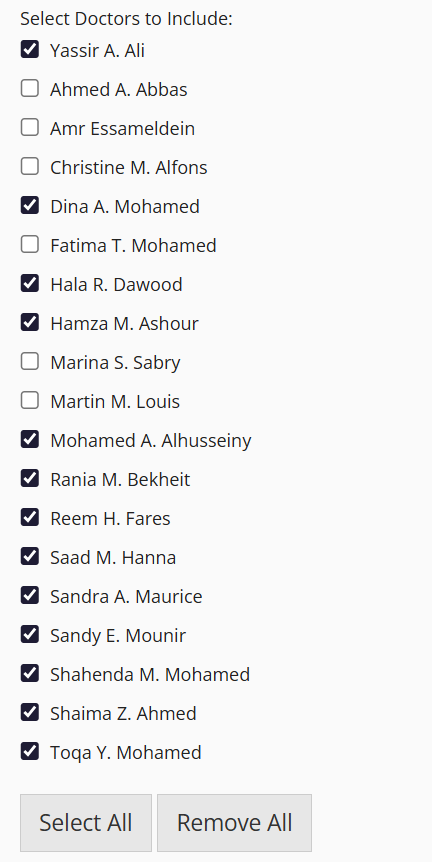 Select Doctors to Include:
Yassir A. Ali
Ahmed A. Abbas
Amr Essameldein
Christine M. Alfons
Dina A. Mohamed
Fatima T. Mohamed
Hala R. Dawood
Hamza M. Ashour
Marina S. Sabry
Martin M. Louis
Mohamed A. Alhusseiny
Rania M. Bekheit
Reem H. Fares
Saad M. Hanna
Sandra A. Maurice
Sandy E. Mounir
Shahenda M. Mohamed
Shaima Z. Ahmed
Toqa Y. Mohamed
Select All Remove All